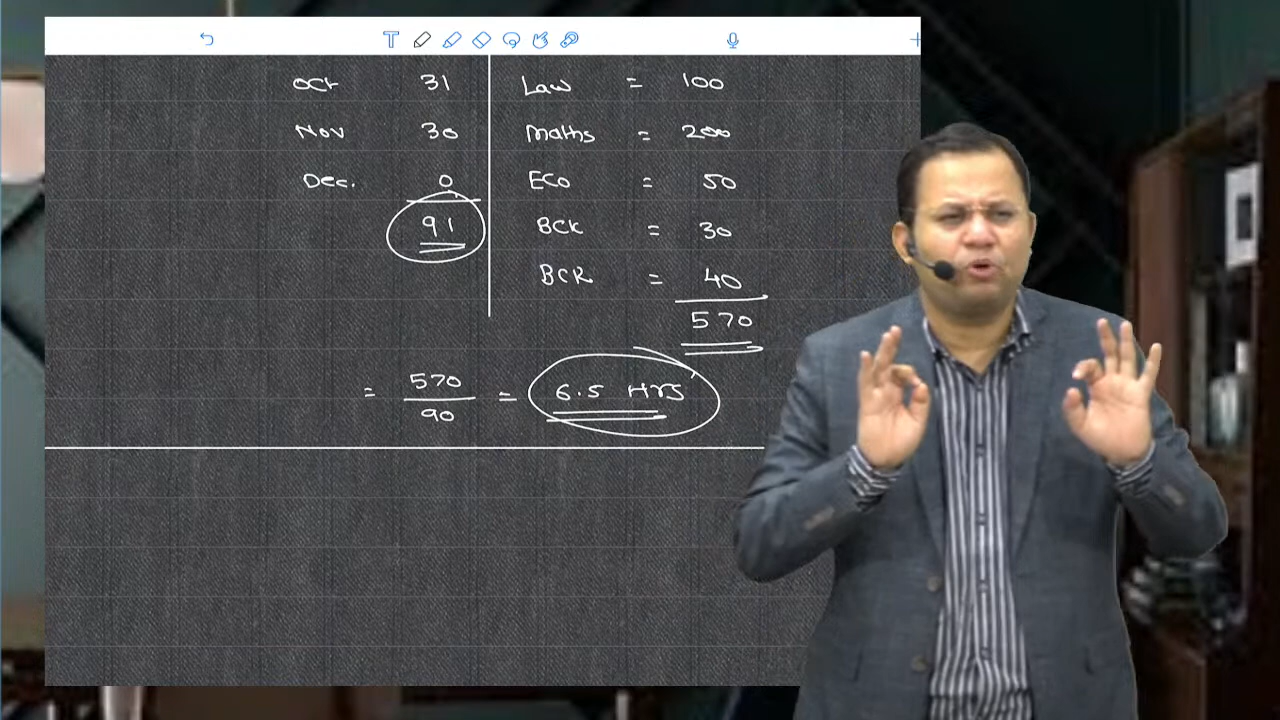 Oct 31 Law = 100
Nov 30 Maths = 200
Dec. 0 Eco = 50
91 BCK = 30
BCR = 40
570
= 570/90 = 6.5 Hrs